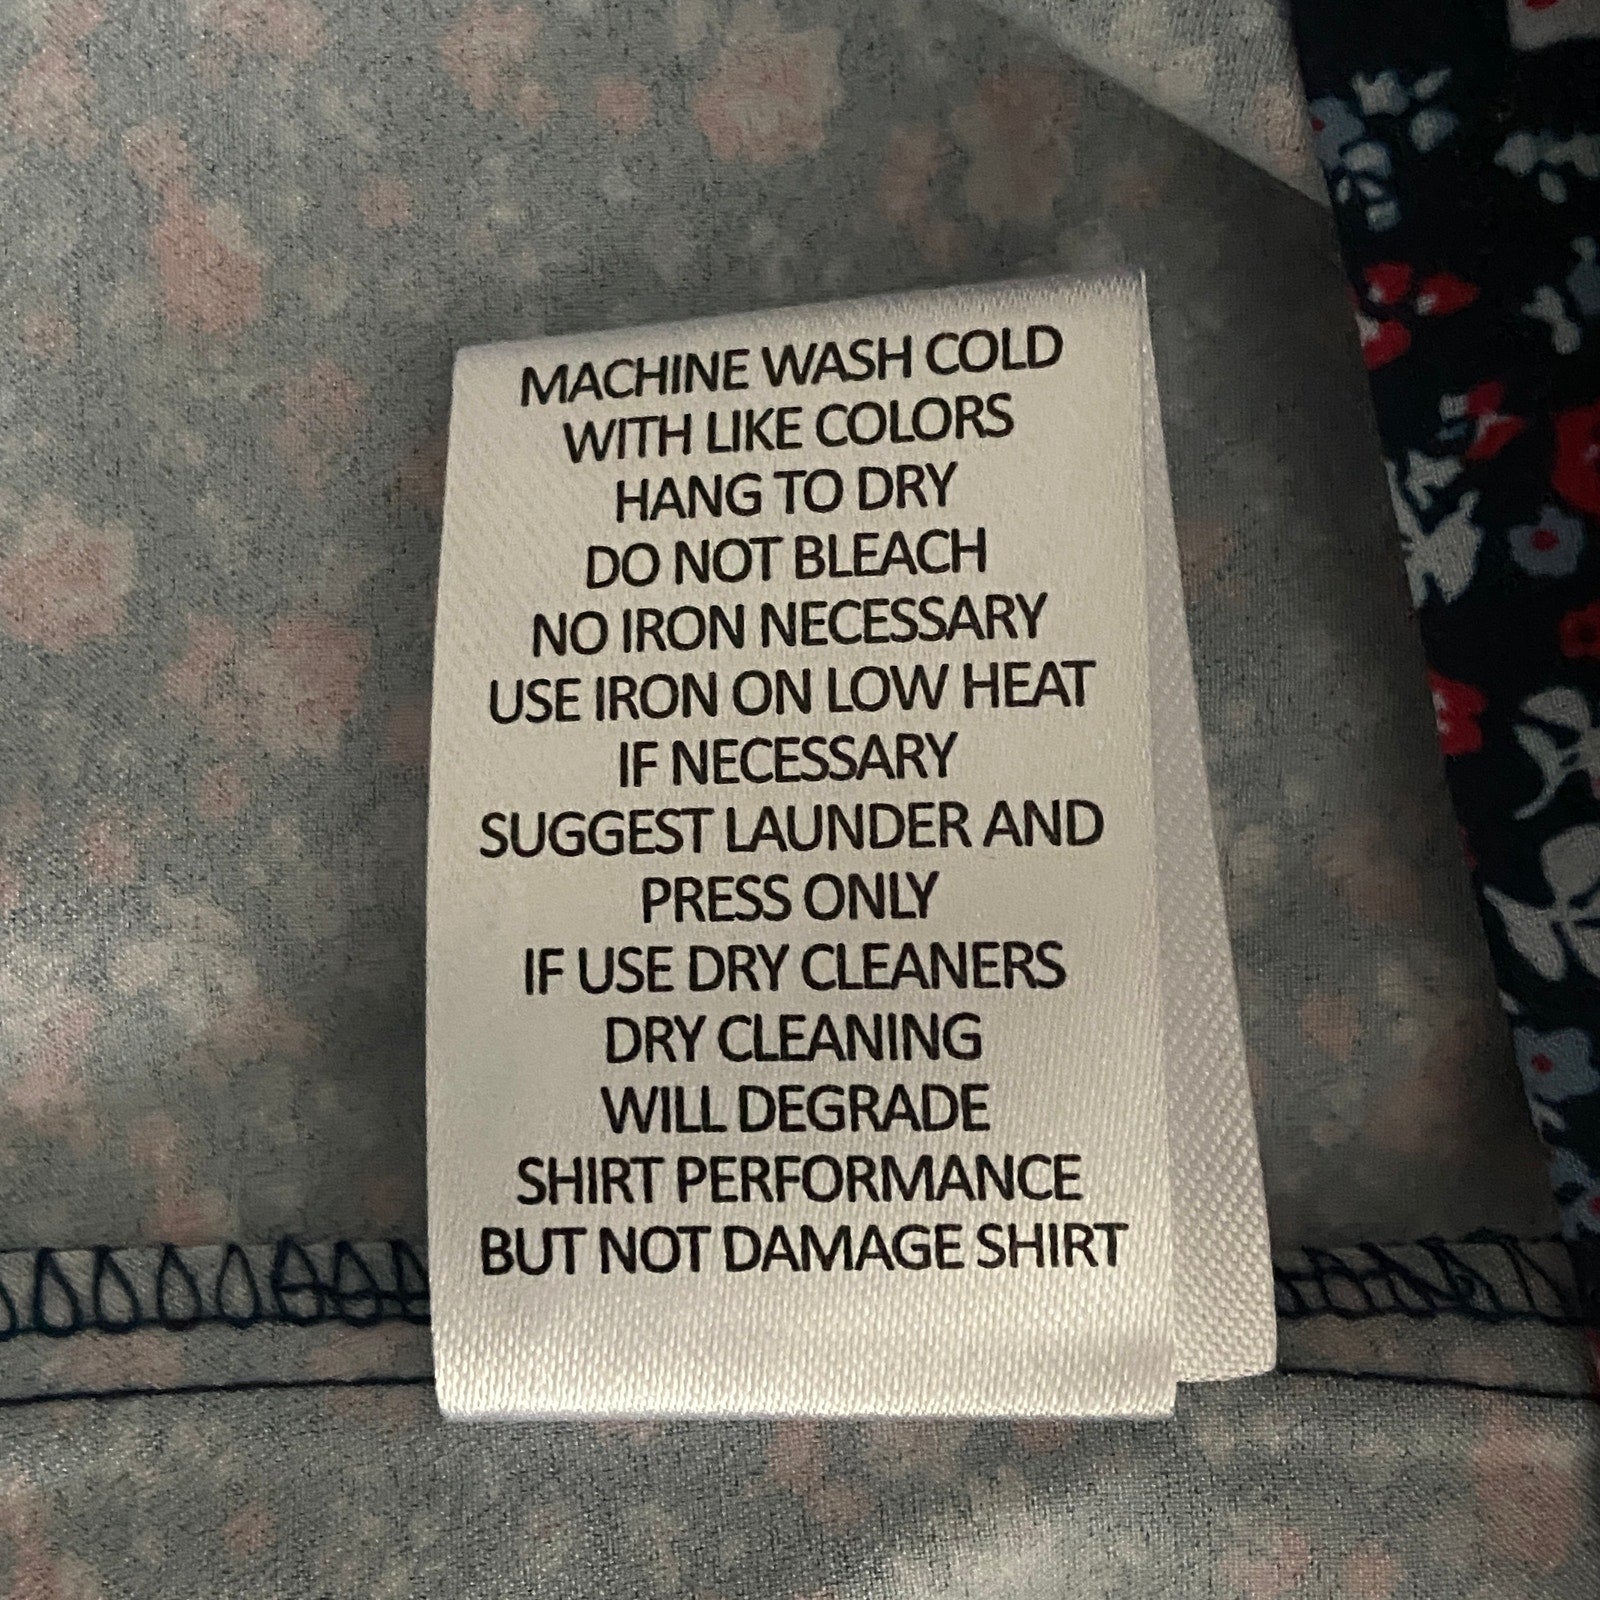 MACHINE WASH COLD
WITH LIKE COLORS
HANG TO DRY
DO NOT BLEACH
NO IRON NECESSARY
USE IRON ON LOW HEAT
IF NECESSARY
SUGGEST LAUNDER AND
PRESS ONLY
IF USE DRY CLEANERS
DRY CLEANING
WILL DEGRADE
SHIRT PERFORMANCE
BUT NOT DAMAGE SHIRT